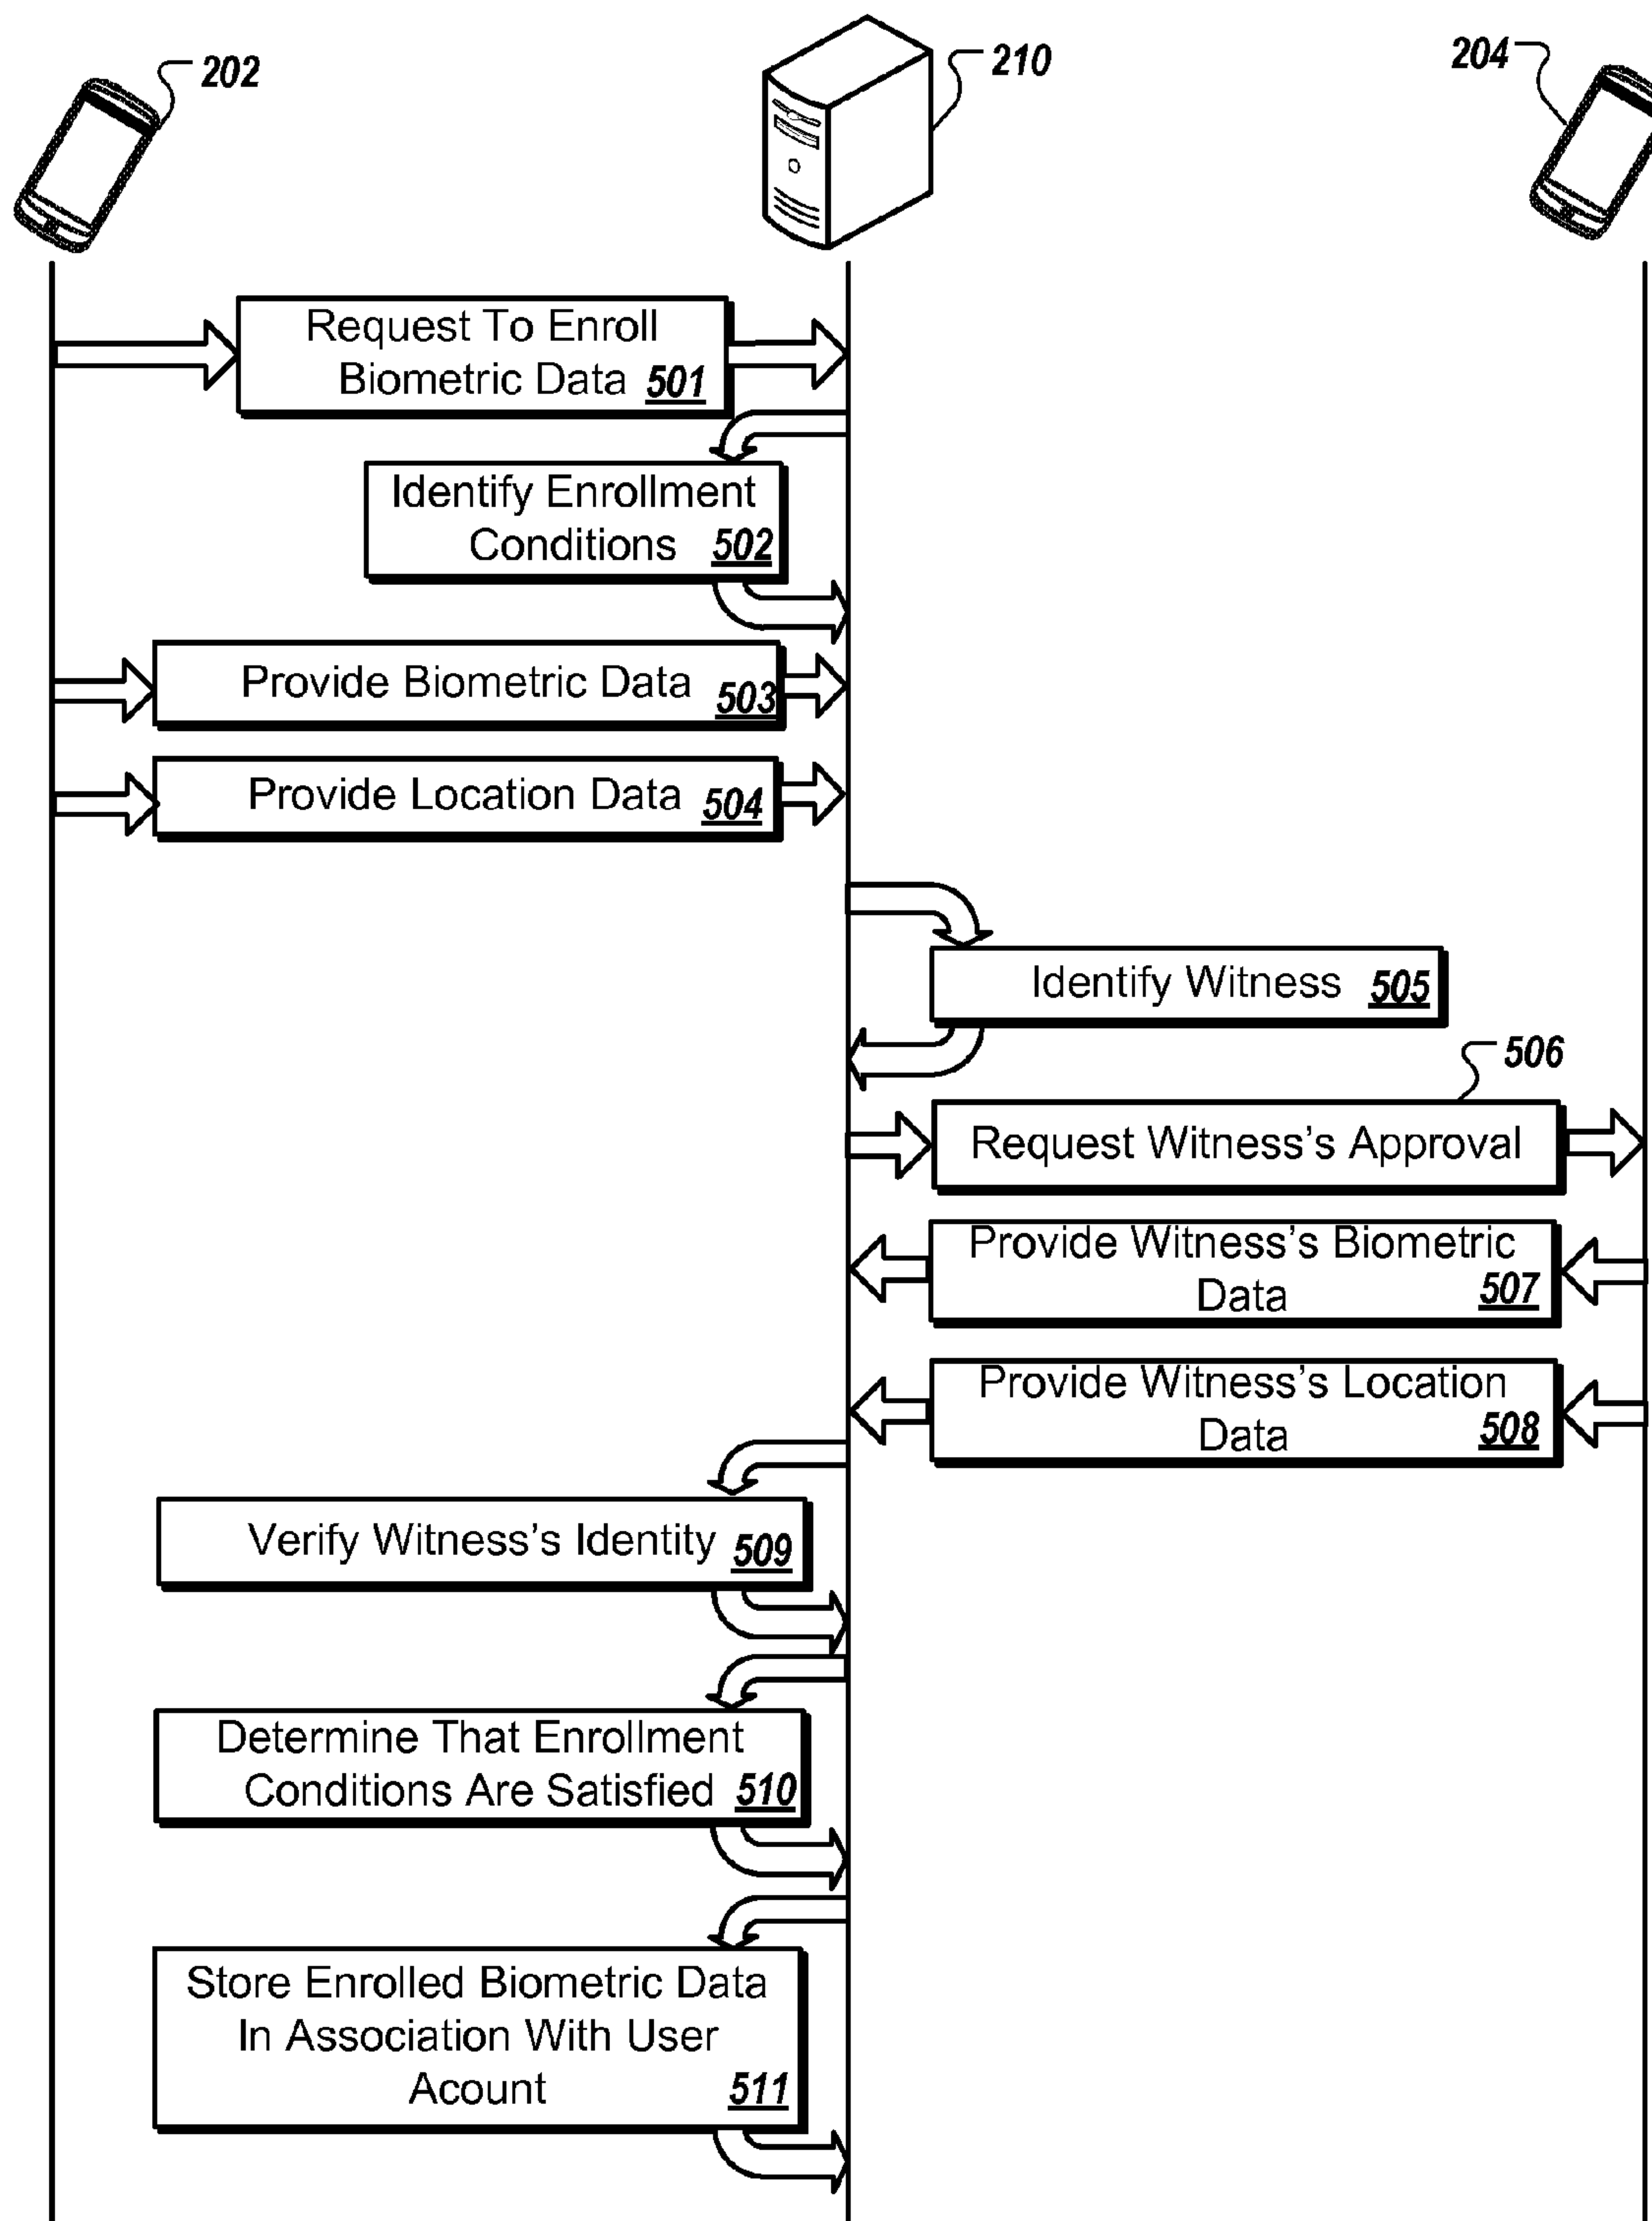 202
210
204
Request To Enroll
Biometric Data 501
Identify Enrollment
Conditions 502
Provide Biometric Data 503
Provide Location Data 504
Identify Witness 505
506
Request Witness's Approval
Provide Witness's Biometric
Data 507
Provide Witness's Location
Data 508
Verify Witness's Identity 509
Determine That Enrollment
Conditions Are Satisfied 510
Store Enrolled Biometric Data
In Association With User
Acount 511